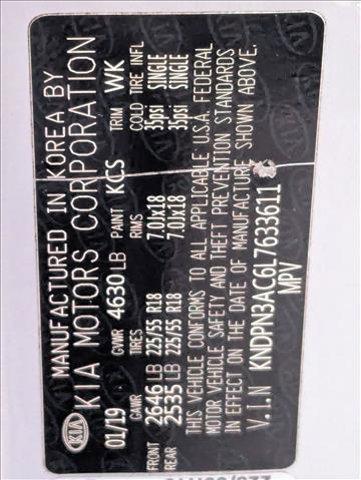 MANUFACTURED IN KOREA BY
KIA KIA MOTORS CORPORATION
01/19 GVWR 4630 LB PAINT KCS TRIM WK
GAWR TIRES RIMS COLD TIRE INFL
FRONT 2646 LB 225/55 R18 7.0Jx18 35psi SINGLE
REAR 2535 LB 225/55 R18 7.0Jx18 35psi SINGLE
THIS VEHICLE CONFORMS TO ALL APPLICABLE U.S.A. FEDERAL
MOTOR VEHICLE SAFETY AND THEFT PREVENTION STANDARDS
IN EFFECT ON THE DATE OF MANUFACTURE SHOWN ABOVE.
V.I.N KNDPN3AC6L7633611
MPV